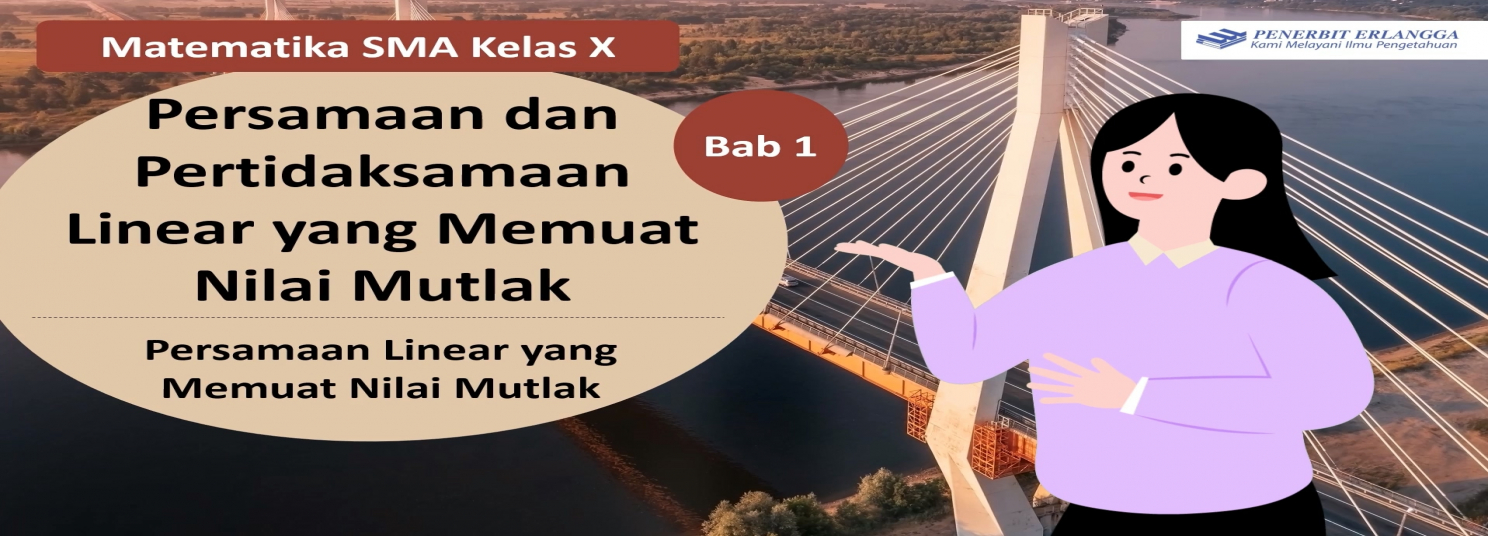 Matematika SMA Kelas X
PENERBIT ERLANGGA
Kami Melayani Ilmu Pengetahuan
Persamaan dan
Pertidaksamaan
Linear yang Memuat
Nilai Mutlak
Bab 1
Persamaan Linear yang
Memuat Nilai Mutlak